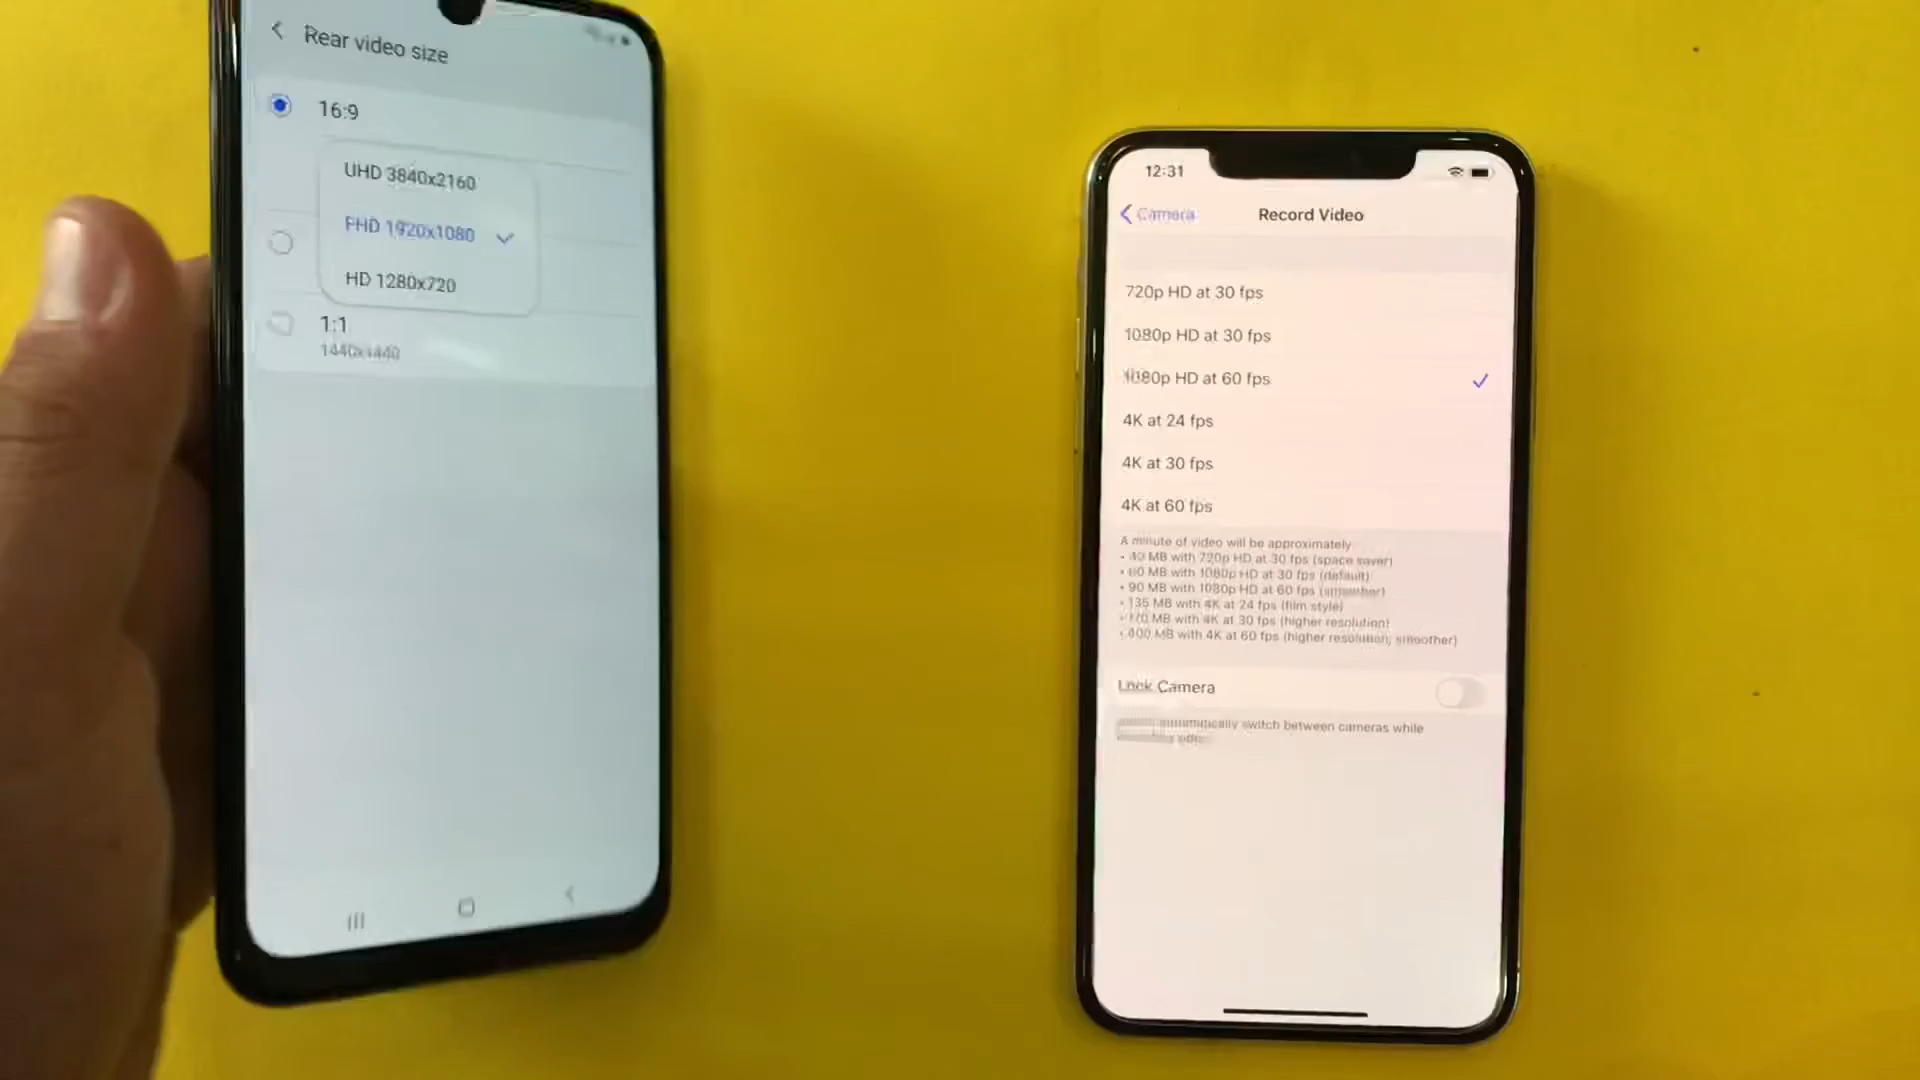 Rear video size
16:9
UHD 3840x2160
FHD 1920x1080
HD 1280x720
1:1
1440x1440
12:31
Camera
Record Video
720p HD at 30 fps
1080p HD at 30 fps
1080p HD at 60 fps
4K at 24 fps
4K at 30 fps
4K at 60 fps
A minute of video will be approximately:
• 40 MB with 720p HD at 30 fps (space saver)
• 60 MB with 1080p HD at 30 fps (default)
• 90 MB with 1080p HD at 60 fps (smoother)
• 135 MB with 4K at 24 fps (film style)
• 170 MB with 4K at 30 fps (higher resolution)
• 400 MB with 4K at 60 fps (higher resolution, smoother)
Lock Camera
automatically switch between cameras while